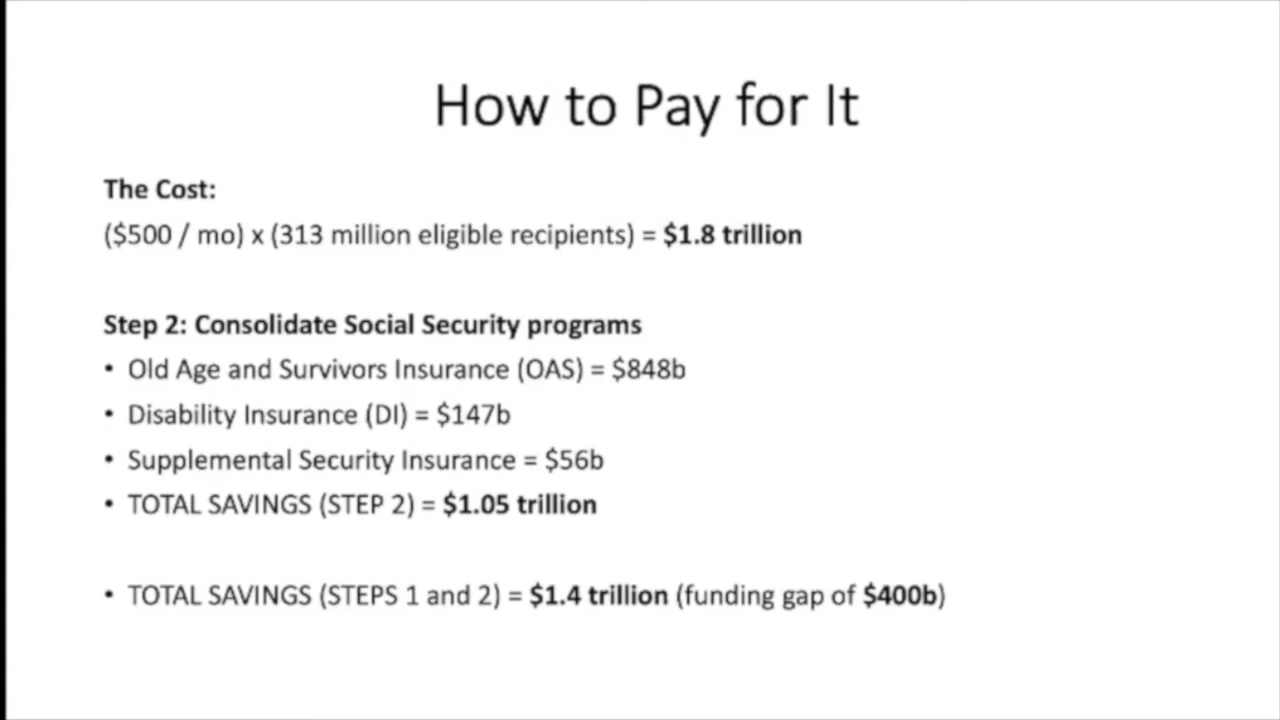 How to Pay for It
The Cost:
($500 / mo) x (313 million eligible recipients) = $1.8 trillion
Step 2: Consolidate Social Security programs
• Old Age and Survivors Insurance (OAS) = $848b
• Disability Insurance (DI) = $147b
• Supplemental Security Insurance = $56b
• TOTAL SAVINGS (STEP 2) = $1.05 trillion
• TOTAL SAVINGS (STEPS 1 and 2) = $1.4 trillion (funding gap of $400b)